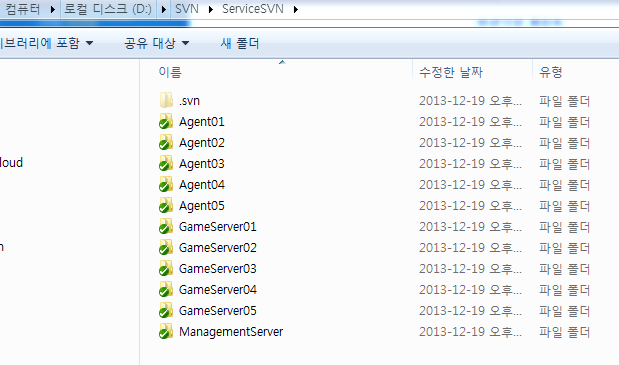 컴퓨터 ▸ 로컬 디스크 (D:) ▸ SVN ▸ ServiceSVN ▸
공유 대상 ▼ 새 폴더
이름 수정한 날짜 유형
.svn 2013-12-19 오후... 파일 폴더
Agent01 2013-12-19 오후... 파일 폴더
Agent02 2013-12-19 오후... 파일 폴더
loud Agent03 2013-12-19 오후... 파일 폴더
Agent04 2013-12-19 오후... 파일 폴더
Agent05 2013-12-19 오후... 파일 폴더
GameServer01 2013-12-19 오후... 파일 폴더
GameServer02 2013-12-19 오후... 파일 폴더
GameServer03 2013-12-19 오후... 파일 폴더
GameServer04 2013-12-19 오후... 파일 폴더
GameServer05 2013-12-19 오후... 파일 폴더
ManagementServer 2013-12-19 오후... 파일 폴더